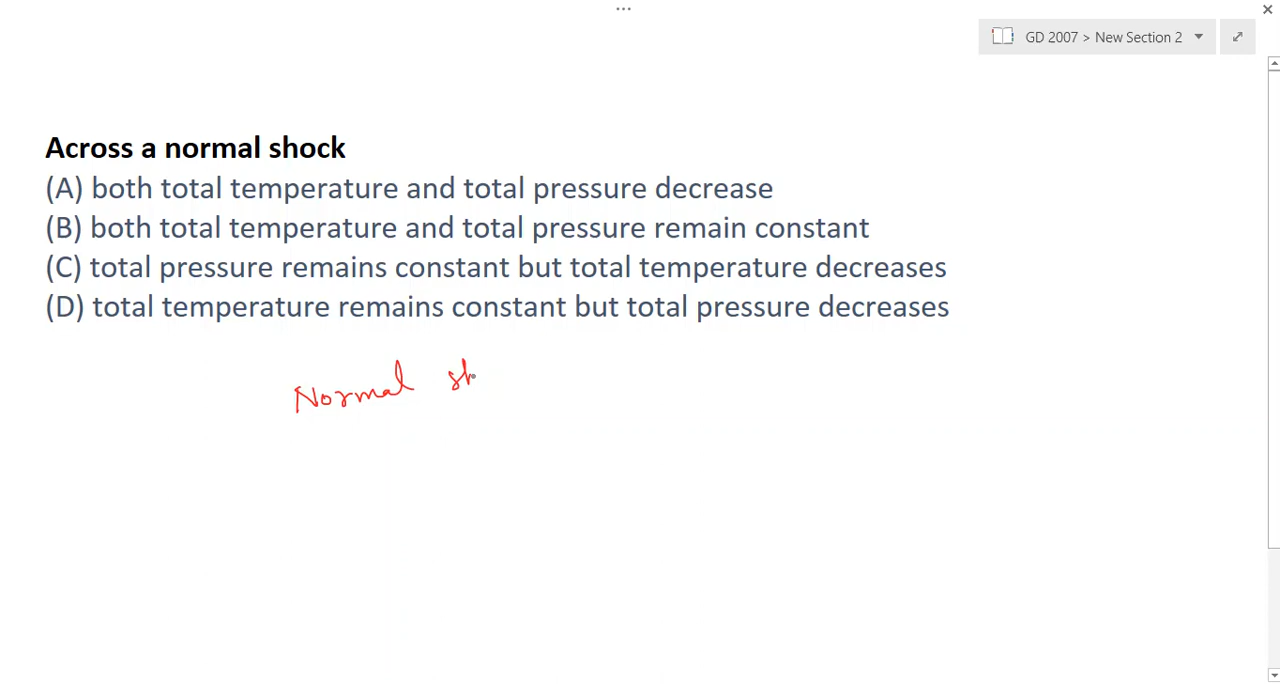 ...
GD 2007 > New Section 2
Across a normal shock
(A) both total temperature and total pressure decrease
(B) both total temperature and total pressure remain constant
(C) total pressure remains constant but total temperature decreases
(D) total temperature remains constant but total pressure decreases
Normal sh